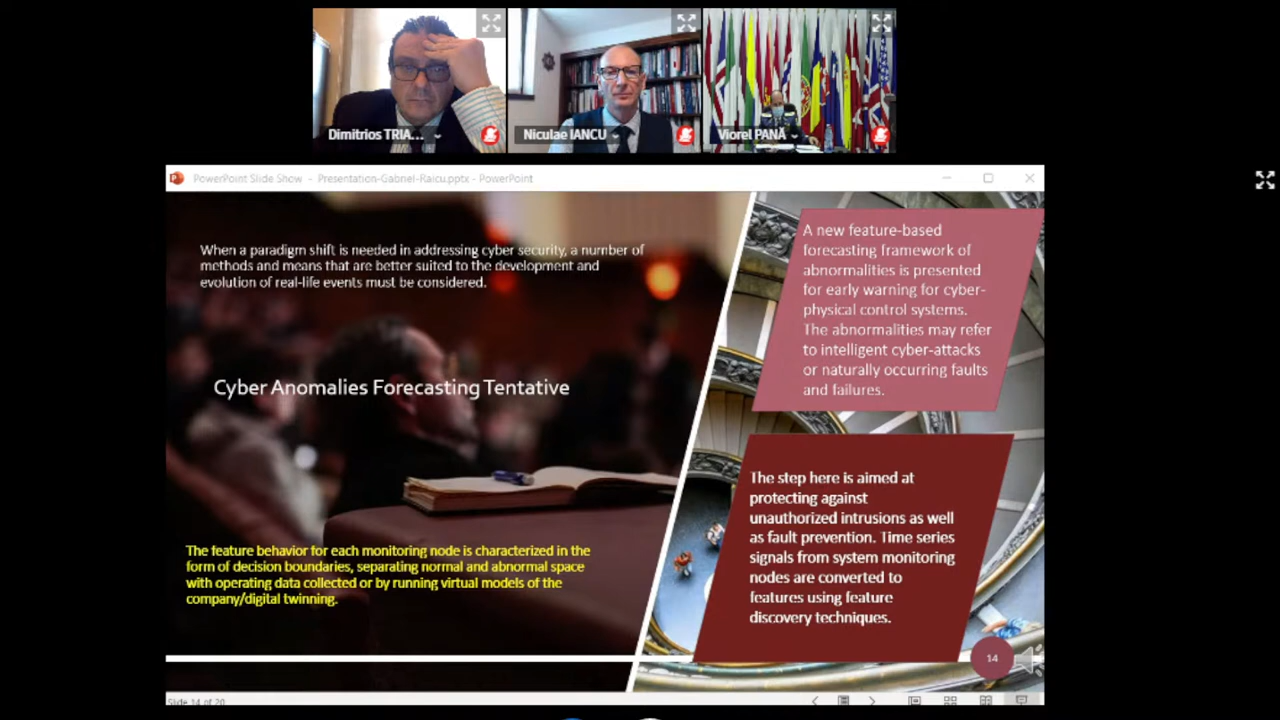 Dimitrios TRIA...
Niculae IANCU
Viorel PANĂ
PowerPoint Slide Show - Presentation-Gabriel-Raicu.pptx - PowerPoint
When a paradigm shift is needed in addressing cyber security, a number of
methods and means that are better suited to the development and
evolution of real-life events must be considered.
Cyber Anomalies Forecasting Tentative
The feature behavior for each monitoring node is characterized in the
form of decision boundaries, separating normal and abnormal space
with operating data collected or by running virtual models of the
company/digital twinning.
A new feature-based
forecasting framework of
abnormalities is presented
for early warning for cyber-
physical control systems.
The abnormalities may refer
to intelligent cyber-attacks
or naturally occurring faults
and failures.
The step here is aimed at
protecting against
unauthorized intrusions as well
as fault prevention. Time series
signals from system monitoring
nodes are converted to
features using feature
discovery techniques.
14
Slide 14 of 20